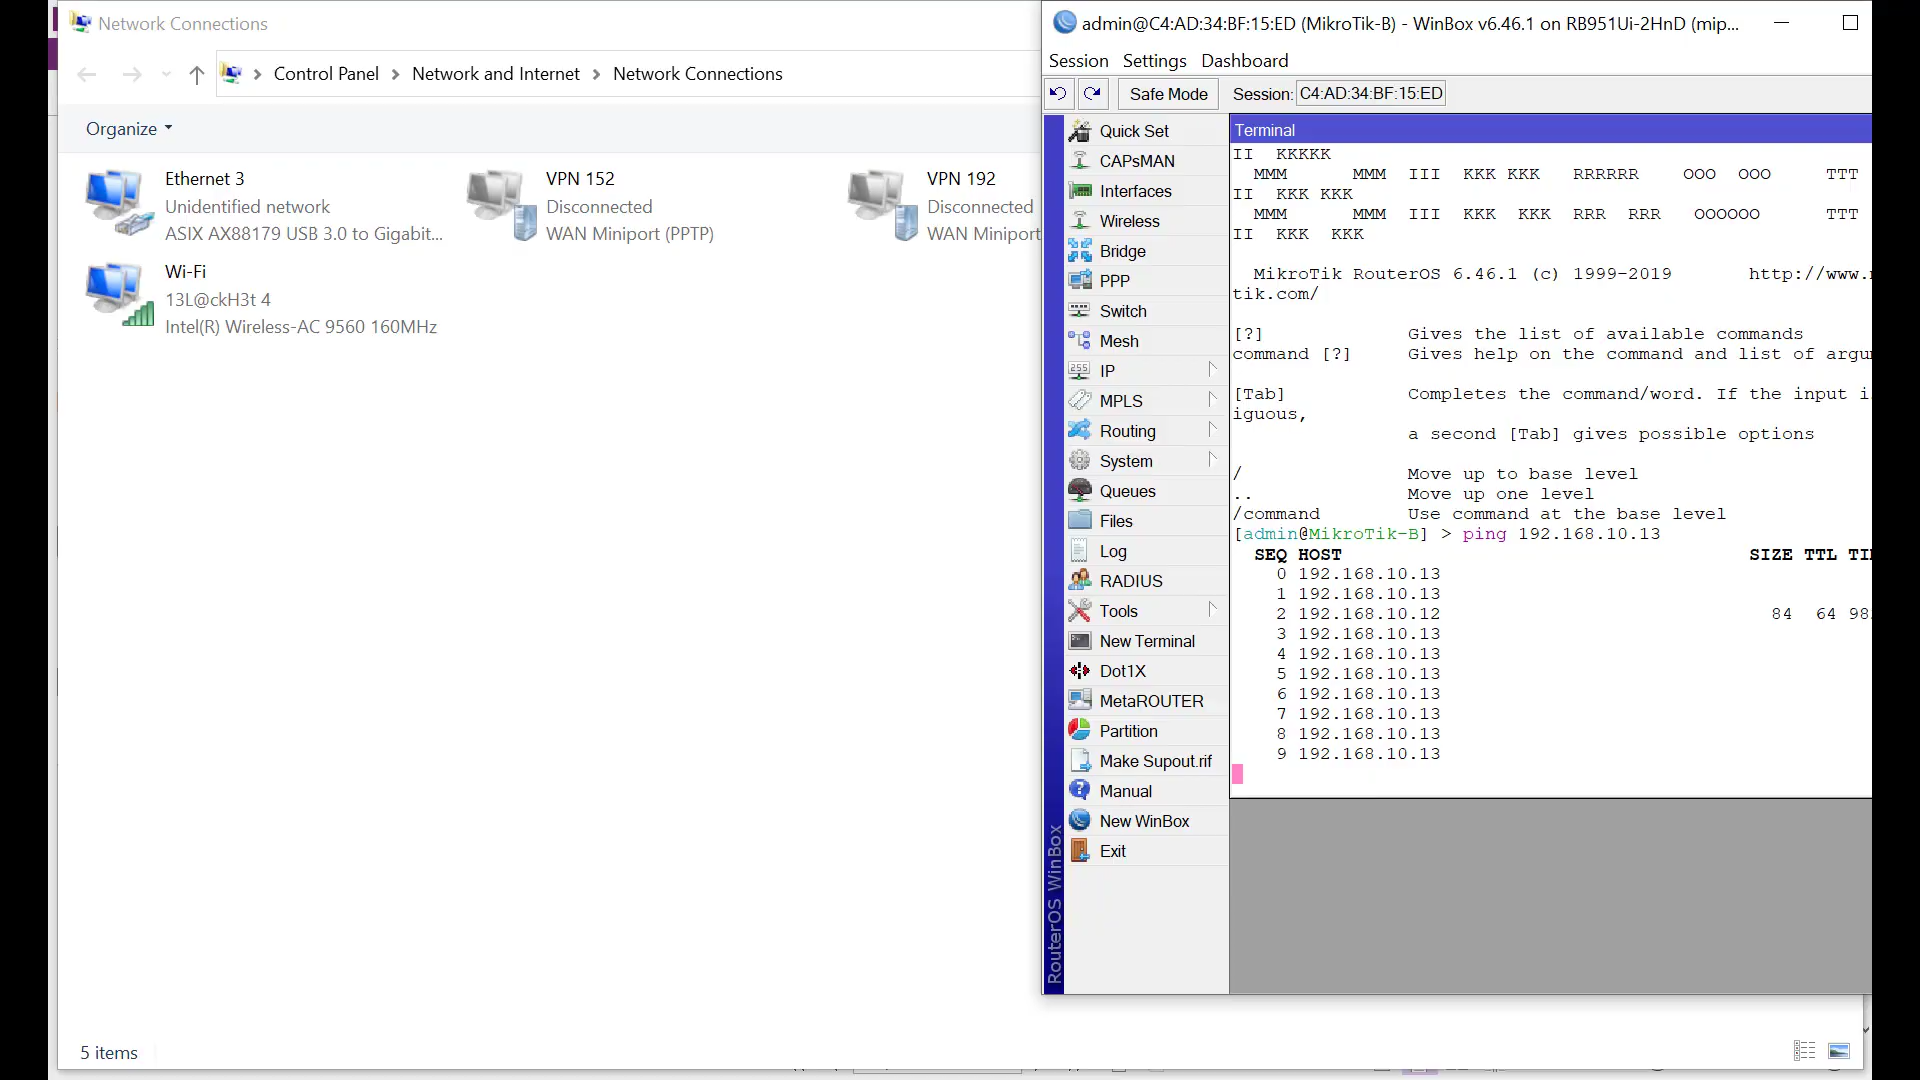 Network Connections
Control Panel > Network and Internet > Network Connections
Organize
Ethernet 3
Unidentified network
ASIX AX88179 USB 3.0 to Gigabit...
VPN 152
Disconnected
WAN Miniport (PPTP)
VPN 192
Disconnected
WAN Miniport
Wi-Fi
13L@ckH3t 4
Intel(R) Wireless-AC 9560 160MHz
5 items
admin@C4:AD:34:BF:15:ED (MikroTik-B) - WinBox v6.46.1 on RB951Ui-2HnD (mip...
Session Settings Dashboard
Safe Mode Session: C4:AD:34:BF:15:ED
Quick Set
CAPsMAN
Interfaces
Wireless
Bridge
PPP
Switch
Mesh
IP
MPLS
Routing
System
Queues
Files
Log
RADIUS
Tools
New Terminal
Dot1X
MetaROUTER
Partition
Make Supout.rif
Manual
New WinBox
Exit
RouterOS WinBox
Terminal
II KKKKK
MMM MMM III KKK KKK RRRRRR OOO OOO TTT
II KKK KKK
MMM MMM III KKK KKK RRR RRR OOOOOO TTT
II KKK KKK
MikroTik RouterOS 6.46.1 (c) 1999-2019 http://www.
tik.com/
[?] Gives the list of available commands
command [?] Gives help on the command and list of
[Tab] Completes the command/word. If the input
iguous,
a second [Tab] gives possible options
/ Move up to base level
.. Move up one level
/command Use command at the base level
[admin@MikroTik-B] > ping 192.168.10.13
SEQ HOST SIZE TTL
0 192.168.10.13
1 192.168.10.13
2 192.168.10.12 84 64 98
3 192.168.10.13
4 192.168.10.13
5 192.168.10.13
6 192.168.10.13
7 192.168.10.13
8 192.168.10.13
9 192.168.10.13